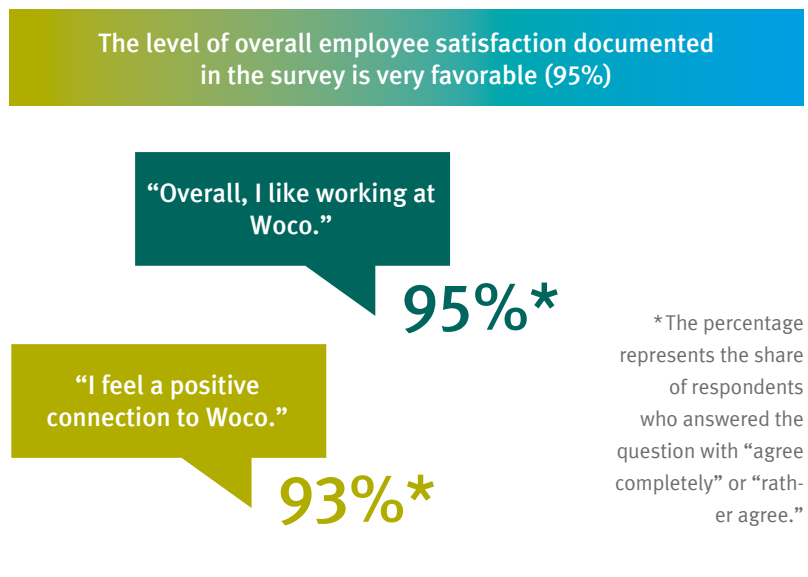 The level of overall employee satisfaction documented
in the survey is very favorable (95%)
“Overall, I like working at
Woco.”
95%*
“I feel a positive
connection to Woco.”
93%*
* The percentage
represents the share
of respondents
who answered the
question with “agree
completely” or “rath-
er agree.”